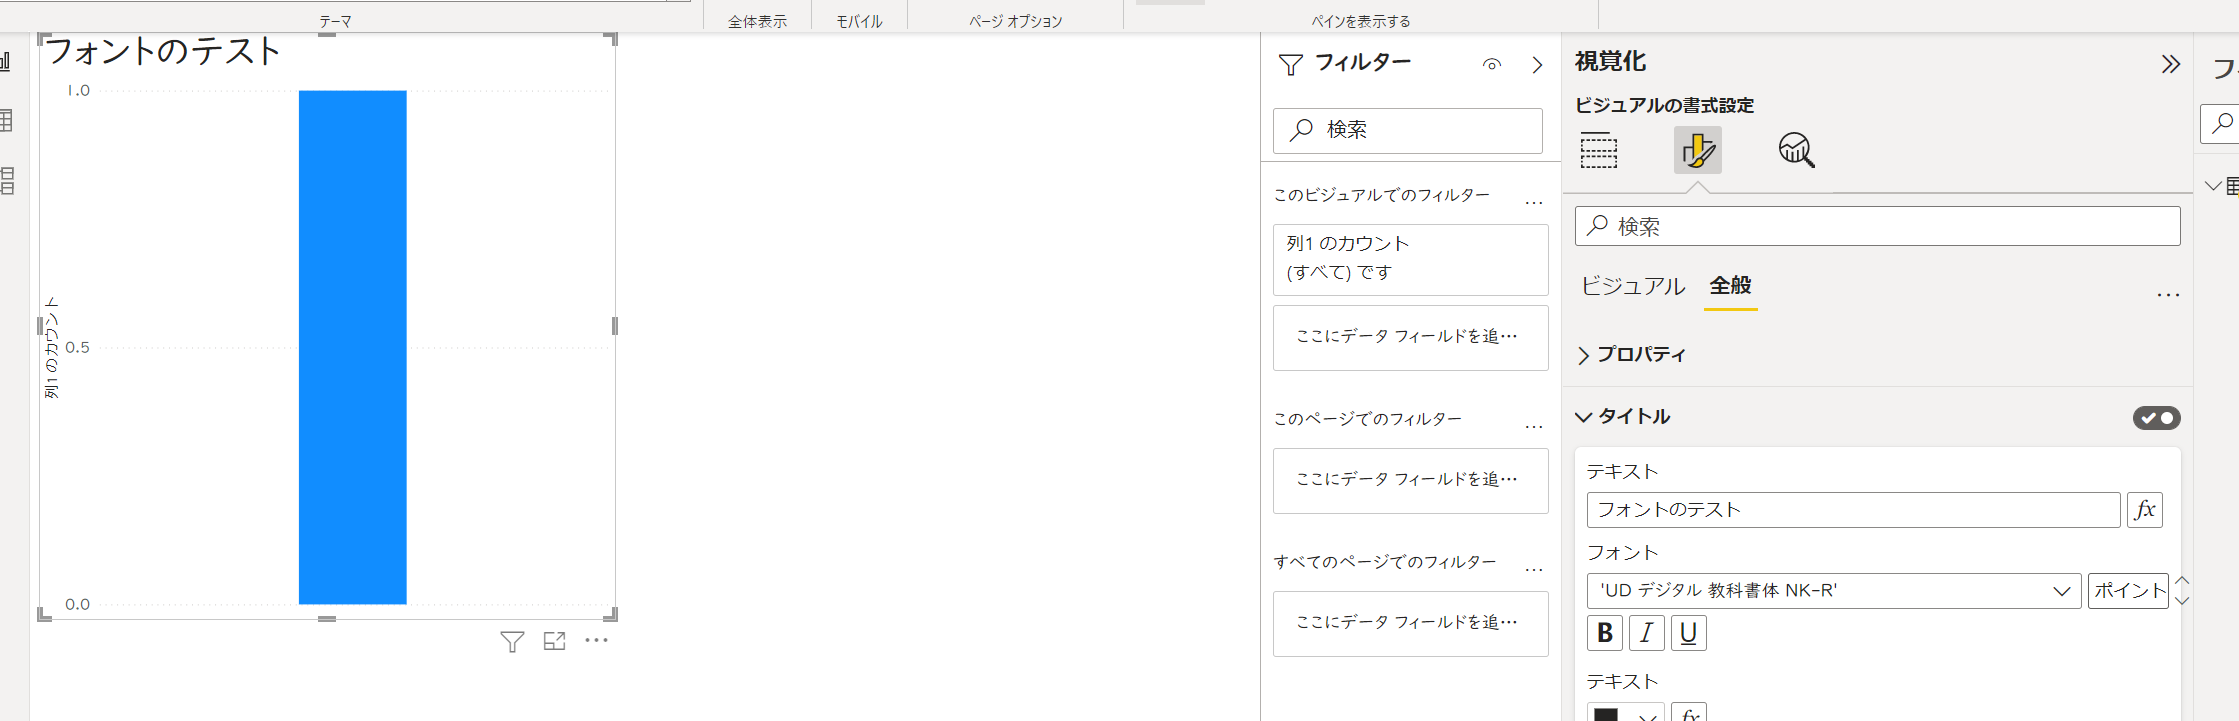 テーマ
全体表示
モバイル
ページ オプション
ペインを表示する
フォントのテスト
1.0
0.5
0.0
列1 のカウント
フィルター
検索
このビジュアルでのフィルター
...
列1 のカウント
(すべて) です
ここにデータ フィールドを追…
このページでのフィルター
...
ここにデータ フィールドを追…
すべてのページでのフィルター
...
ここにデータ フィールドを追…
視覚化
ビジュアルの書式設定
検索
ビジュアル
全般
...
プロパティ
タイトル
テキスト
フォントのテスト
fx
フォント
'UD デジタル 教科書体 NK-R'
ポイント
B
I
U
テキスト
fx